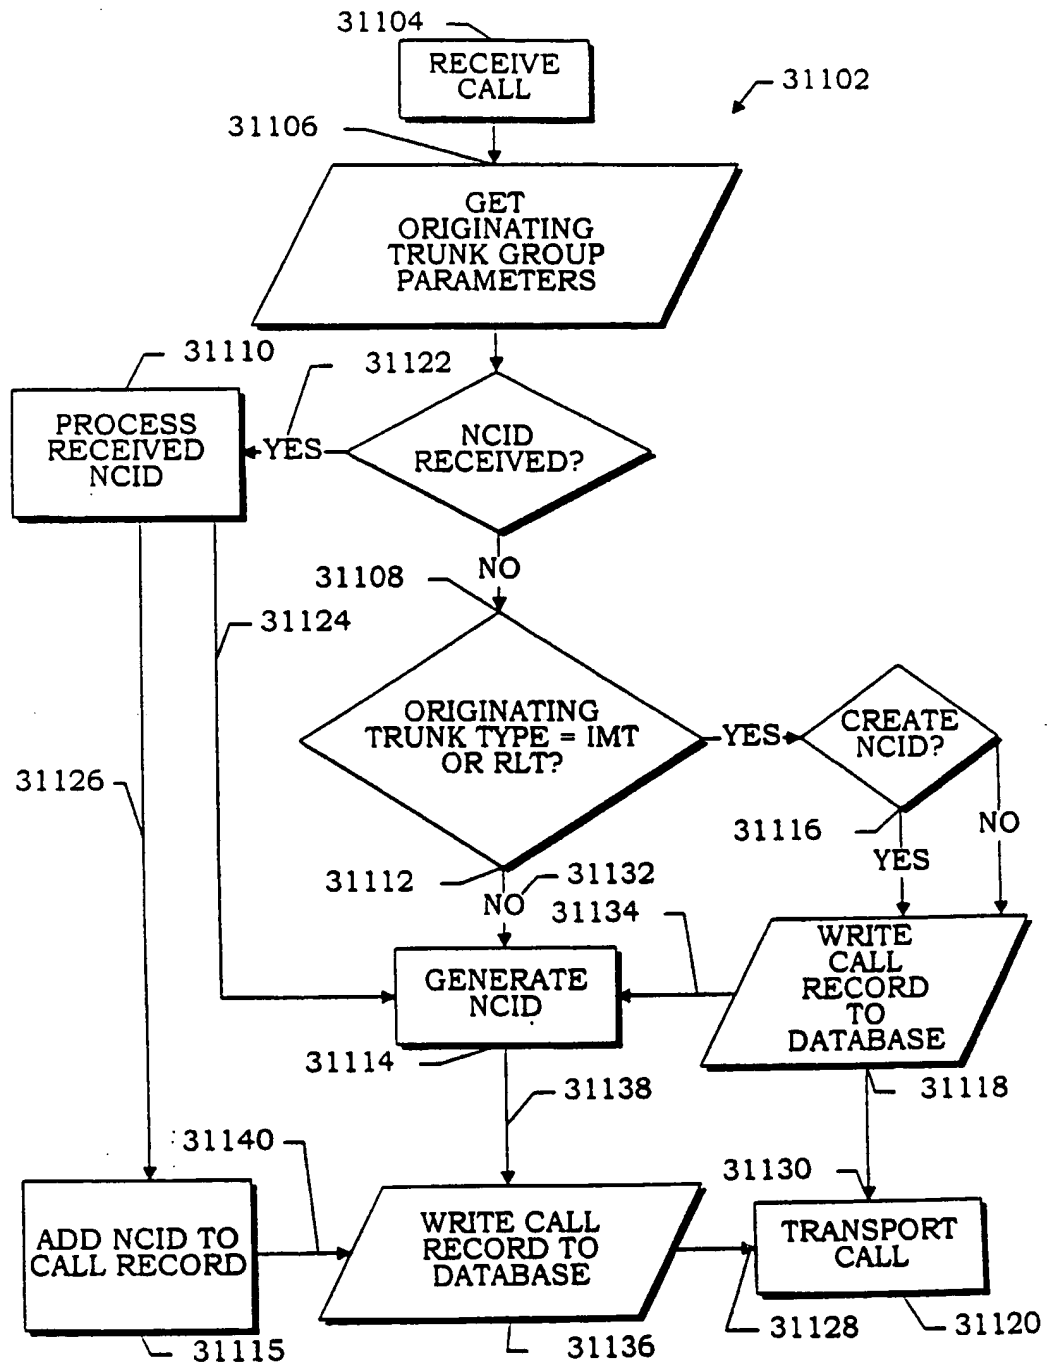 31104
RECEIVE
CALL
31102
31106
GET
ORIGINATING
TRUNK GROUP
PARAMETERS
31110
31122
PROCESS
RECEIVED
NCID
YES
NCID
RECEIVED?
NO
31108
31124
ORIGINATING
TRUNK TYPE = IMT
OR RLT?
YES
CREATE
NCID?
31126
31116
NO
YES
31112
31132
NO
31134
WRITE
CALL
RECORD
TO
DATABASE
GENERATE
NCID
31114
31118
31138
31140
31130
ADD NCID TO
CALL RECORD
WRITE CALL
RECORD TO
DATABASE
TRANSPORT
CALL
31115
31136
31128
31120